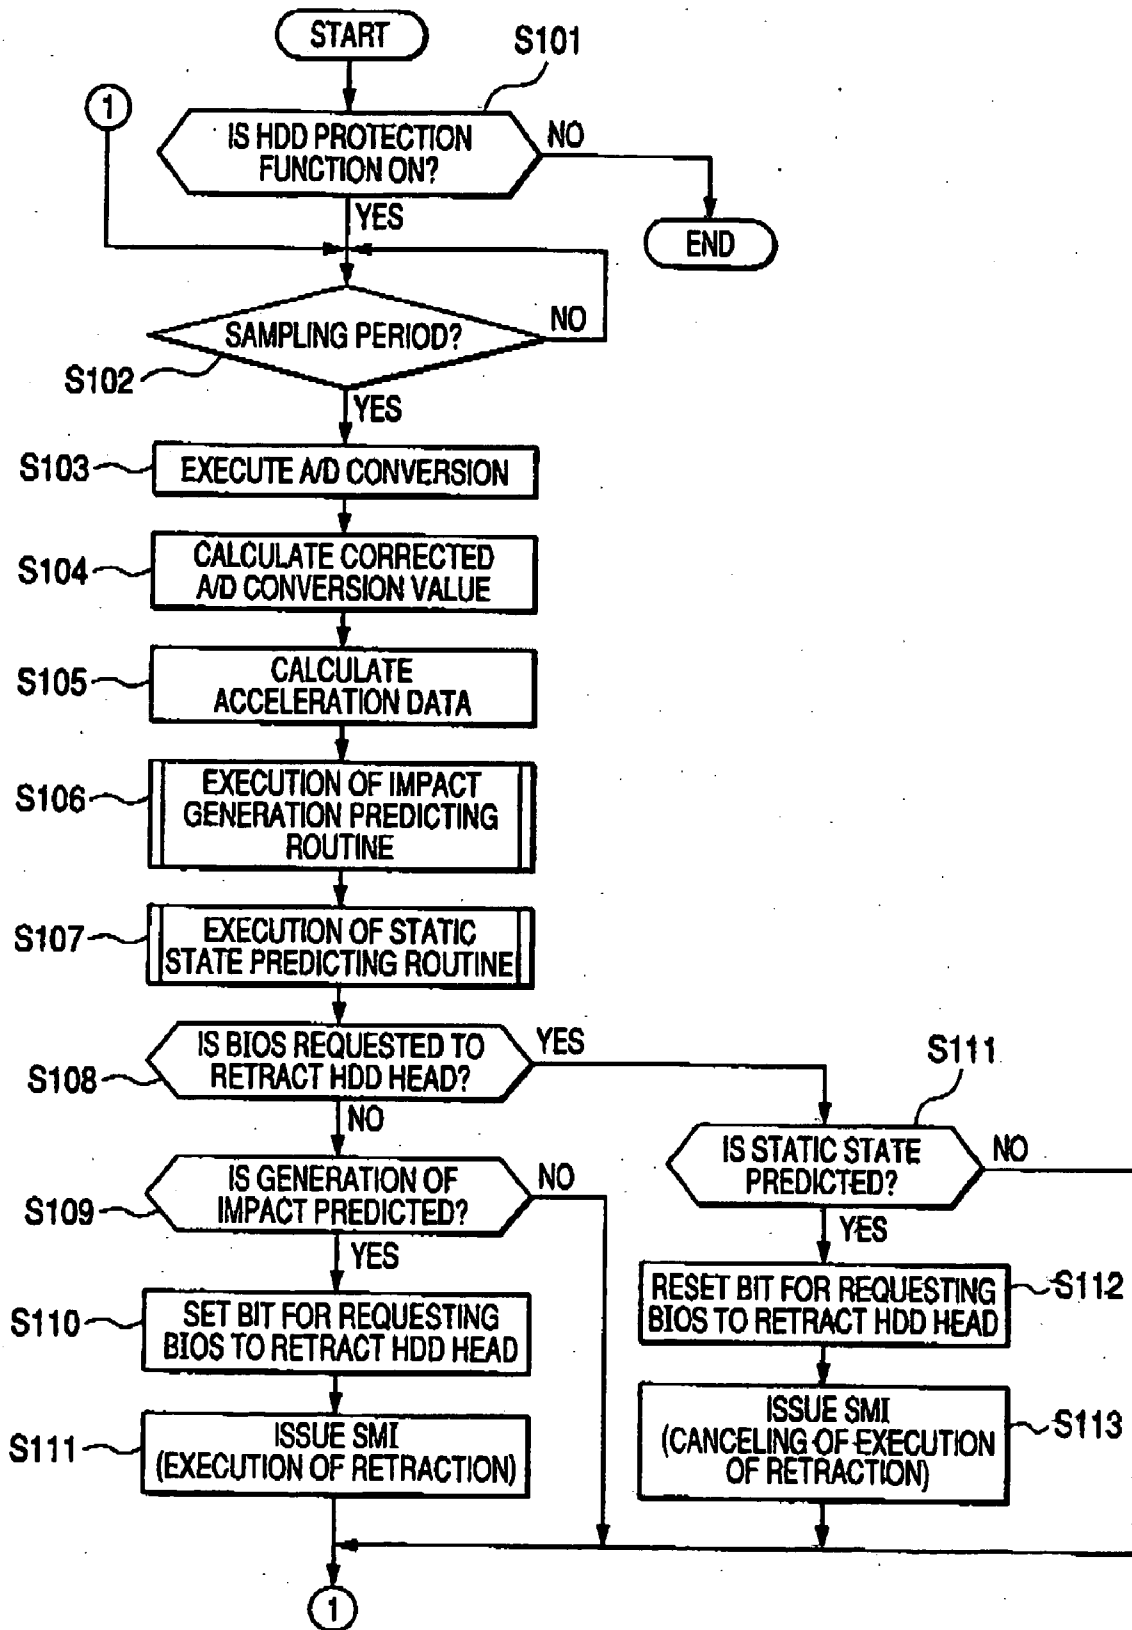 START
S101
1
IS HDD PROTECTION
FUNCTION ON?
NO
YES
END
SAMPLING PERIOD?
NO
S102
YES
S103
EXECUTE A/D CONVERSION
S104
CALCULATE CORRECTED
A/D CONVERSION VALUE
S105
CALCULATE
ACCELERATION DATA
S106
EXECUTION OF IMPACT
GENERATION PREDICTING
ROUTINE
S107
EXECUTION OF STATIC
STATE PREDICTING ROUTINE
S108
IS BIOS REQUESTED TO
RETRACT HDD HEAD?
YES
NO
S111
IS STATIC STATE
PREDICTED?
NO
YES
S109
IS GENERATION OF
IMPACT PREDICTED?
NO
YES
S110
SET BIT FOR REQUESTING
BIOS TO RETRACT HDD HEAD
RESET BIT FOR REQUESTING
BIOS TO RETRACT HDD HEAD
S112
S111
ISSUE SMI
(EXECUTION OF RETRACTION)
ISSUE SMI
(CANCELING OF EXECUTION
OF RETRACTION)
S113
1